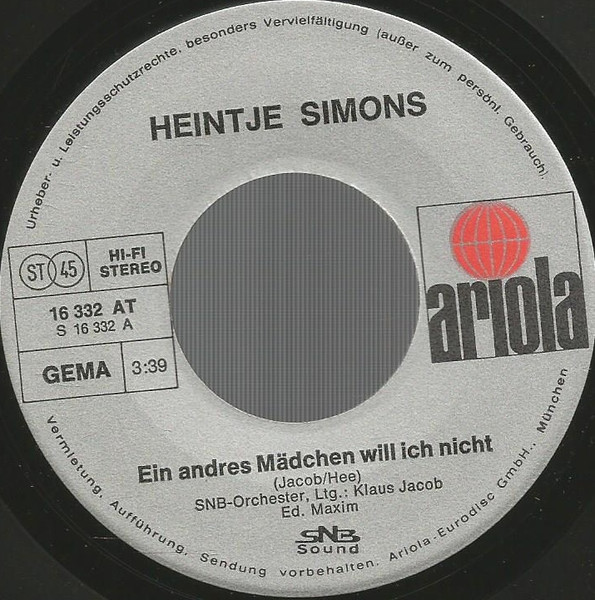 Urheber- u. Leistungsschutzrechte, besonders Vervielfältigung (außer zum persönl. Gebrauch),
HEINTJE SIMONS
ST 45
HI-FI
STEREO
16 332 AT
S 16 332 A
GEMA
3:39
ariola
Ein andres Mädchen will ich nicht
(Jacob/Hee)
SNB-Orchester, Ltg.: Klaus Jacob
Ed. Maxim
SNB
Sound
Vermietung, Aufführung, Sendung vorbehalten. Ariola-Eurodisc GmbH., München